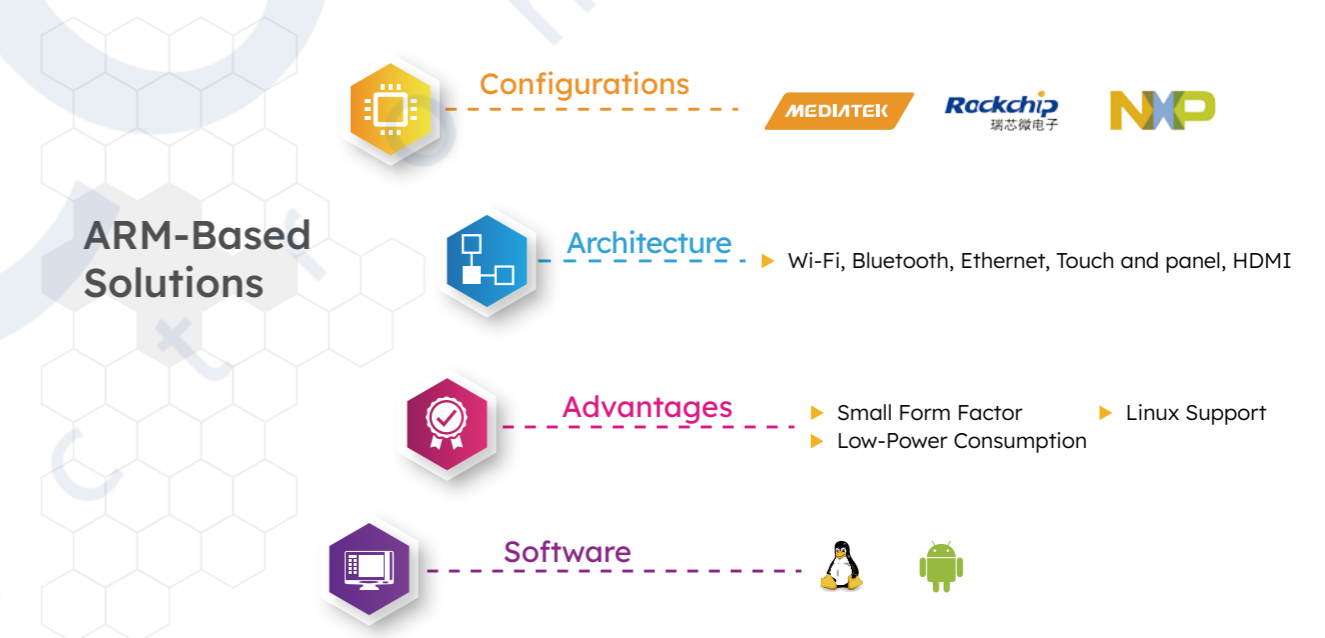 Configurations
MEDIATEK
Rockchip
瑞芯微电子
NXP
ARM-Based
Solutions
Architecture
Wi-Fi, Bluetooth, Ethernet, Touch and panel, HDMI
Advantages
Small Form Factor
Linux Support
Low-Power Consumption
Software